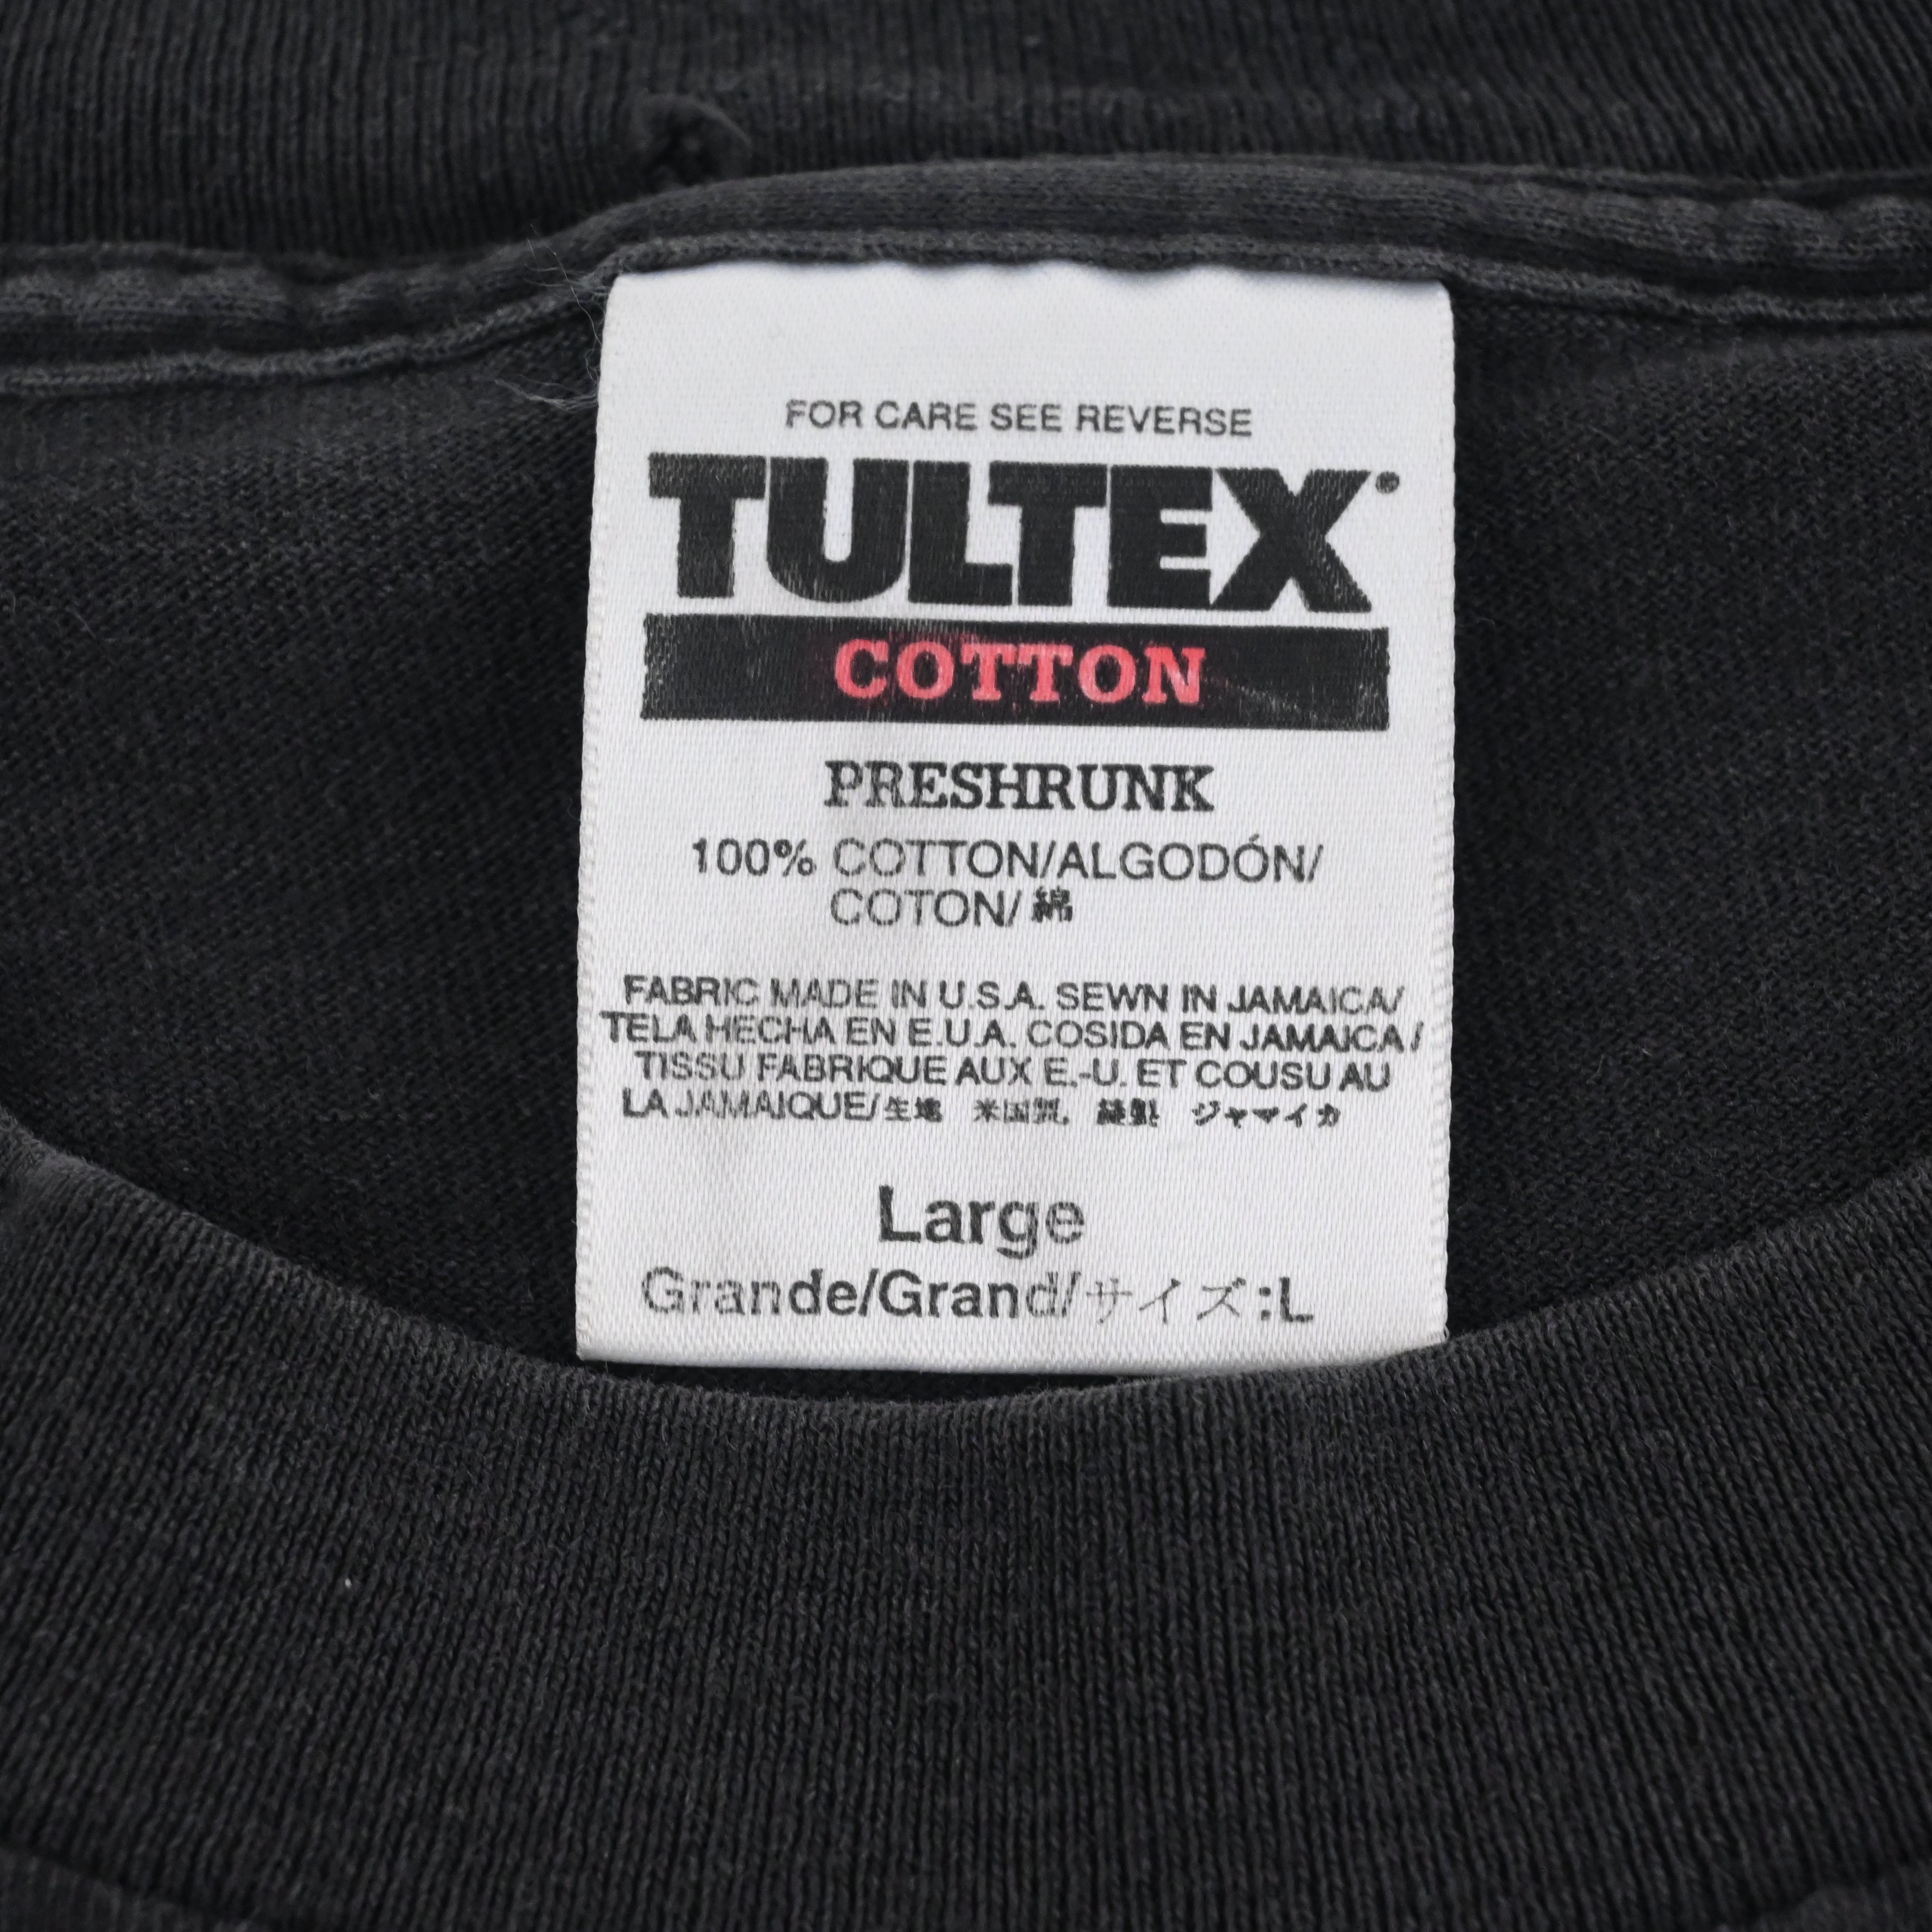 FOR CARE SEE REVERSE
TULTEX
COTTON
PRESHRUNK
100% COTTON/ALGODÓN/
COTON/綿
FABRIC MADE IN U.S.A. SEWN IN JAMAICA/
TELA HECHA EN E.U.A. COSIDA EN JAMAICA/
TISSU FABRIQUE AUX E.-U. ET COUSU AU
LA JAMAIQUE/生地 米国製, 縫製 ジャマイカ
Large
Grande/Grand/サイズ:L